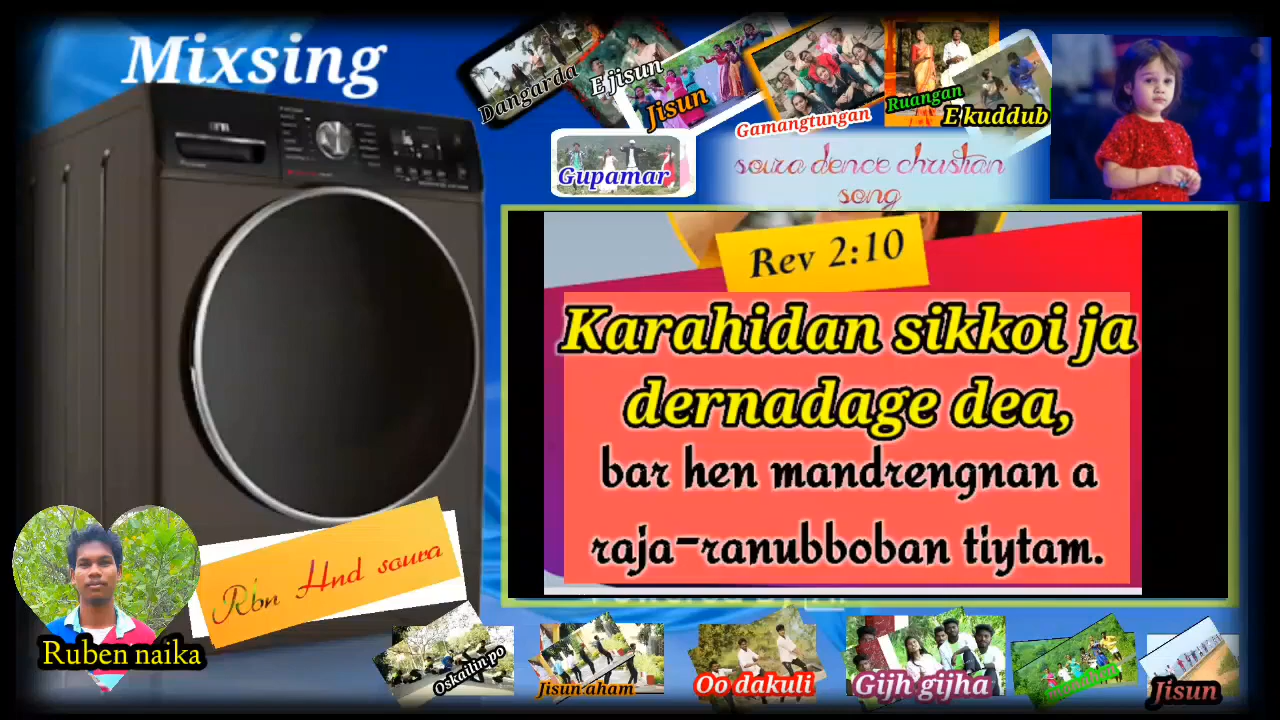 Mixsing
Dangarda
E jisun
Jisun
Gamangtungan
Ruangan
E kuddub
Gupamar
soura dence christian
song
Rev 2:10
Karahidan sikkoi ja
dernadage dea,
bar hen mandrengnan a
raja-ranubboban tiytam.
Rbn Hnd soura
Ruben naika
Oskailin po
Jisun aham
Oo dakuli
Gijh gijha
Jisun